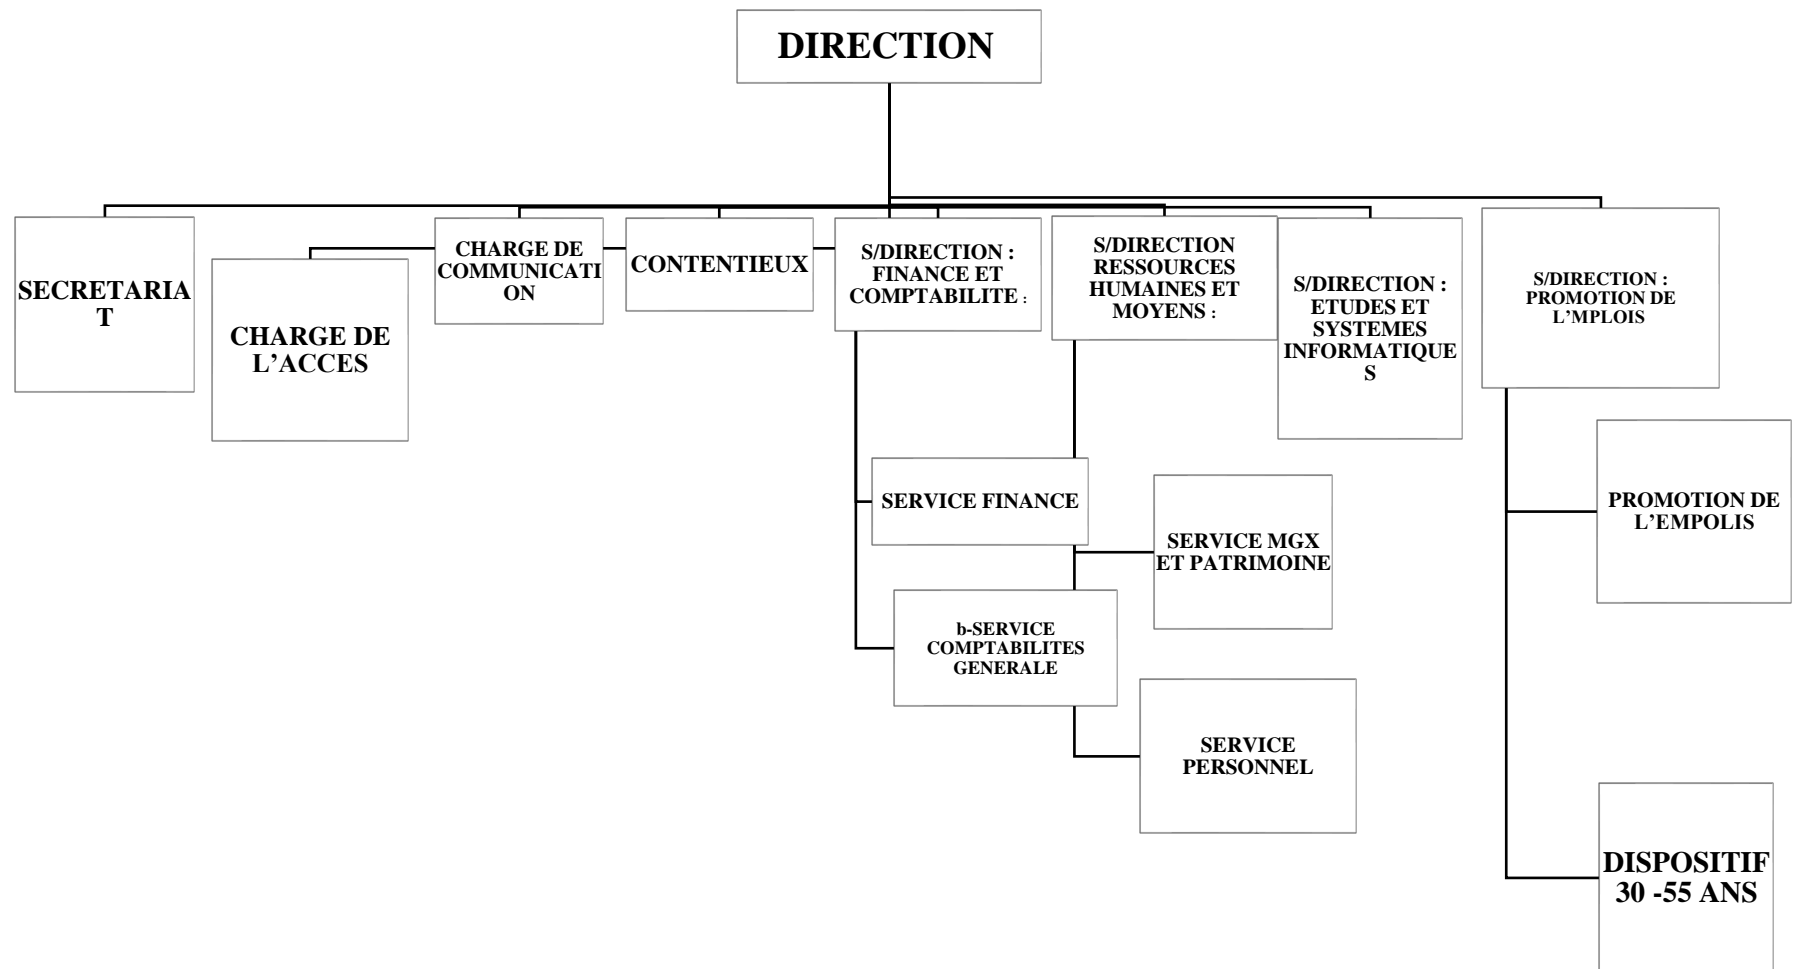 DIRECTION
SECRETARIA
T
CHARGE DE
L’ACCES
CHARGE DE
COMMUNICATI
ON
CONTENTIEUX
S/DIRECTION :
FINANCE ET
COMPTABILITE :
S/DIRECTION
RESSOURCES
HUMAINES ET
MOYENS :
S/DIRECTION :
ETUDES ET
SYSTEMES
INFORMATIQUE
S
S/DIRECTION :
PROMOTION DE
L’MPLOIS
SERVICE FINANCE
b-SERVICE
COMPTABILITES
GENERALE
SERVICE MGX
ET PATRIMOINE
SERVICE
PERSONNEL
PROMOTION DE
L’EMPOLIS
DISPOSITIF
30 -55 ANS